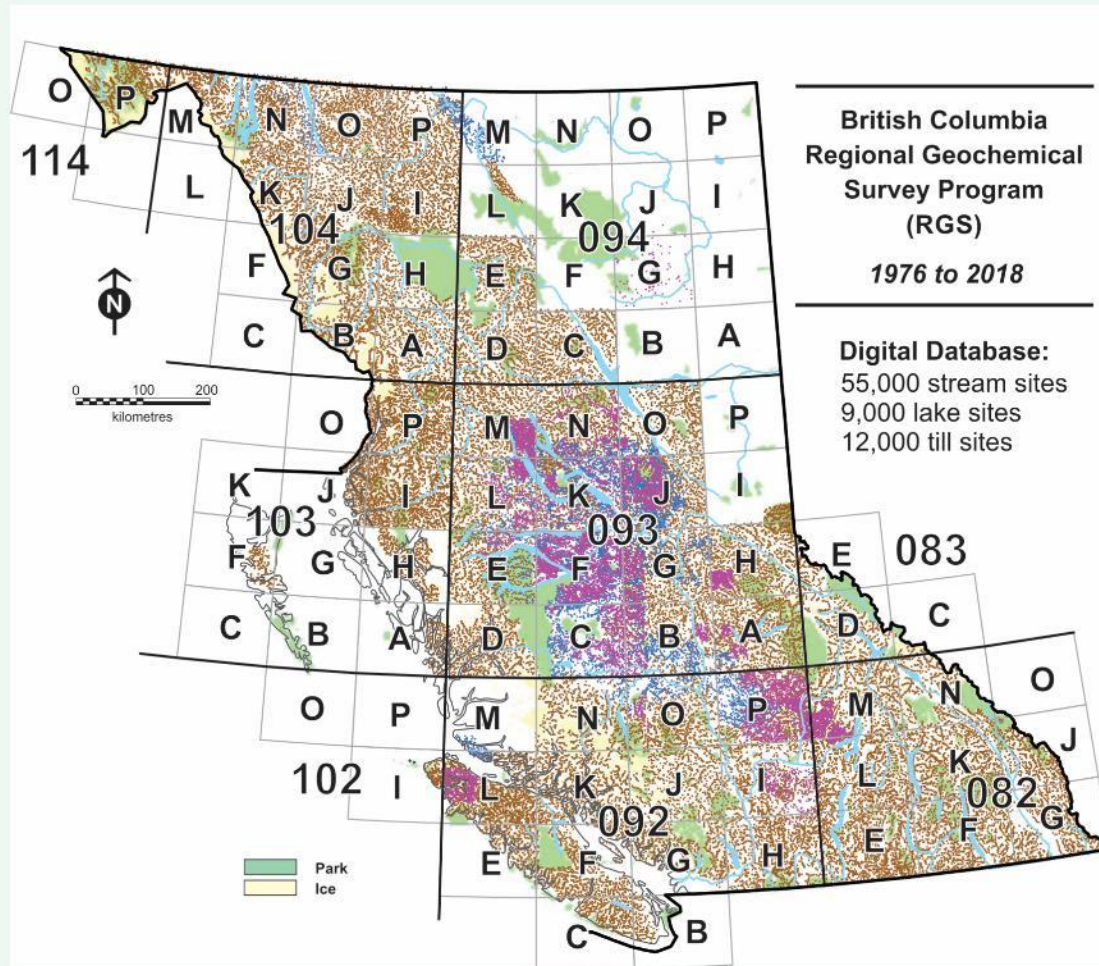 British Columbia
Regional Geochemical
Survey Program
(RGS)
1976 to 2018
Digital Database:
55,000 stream sites
9,000 lake sites
12,000 till sites
O P M N O P M N O P
114
L K J I L K J I
104 094
F G H E F G H
N
C B A D C B A
0 100 200
kilometres
O P M N O P
K J I L K J I
103 093
F G H E F G H E 083
C B A D C B A D C
O P M N O P M N O
102 I L K J I L K J
092 082
E F G H E F G
C B
Park
Ice